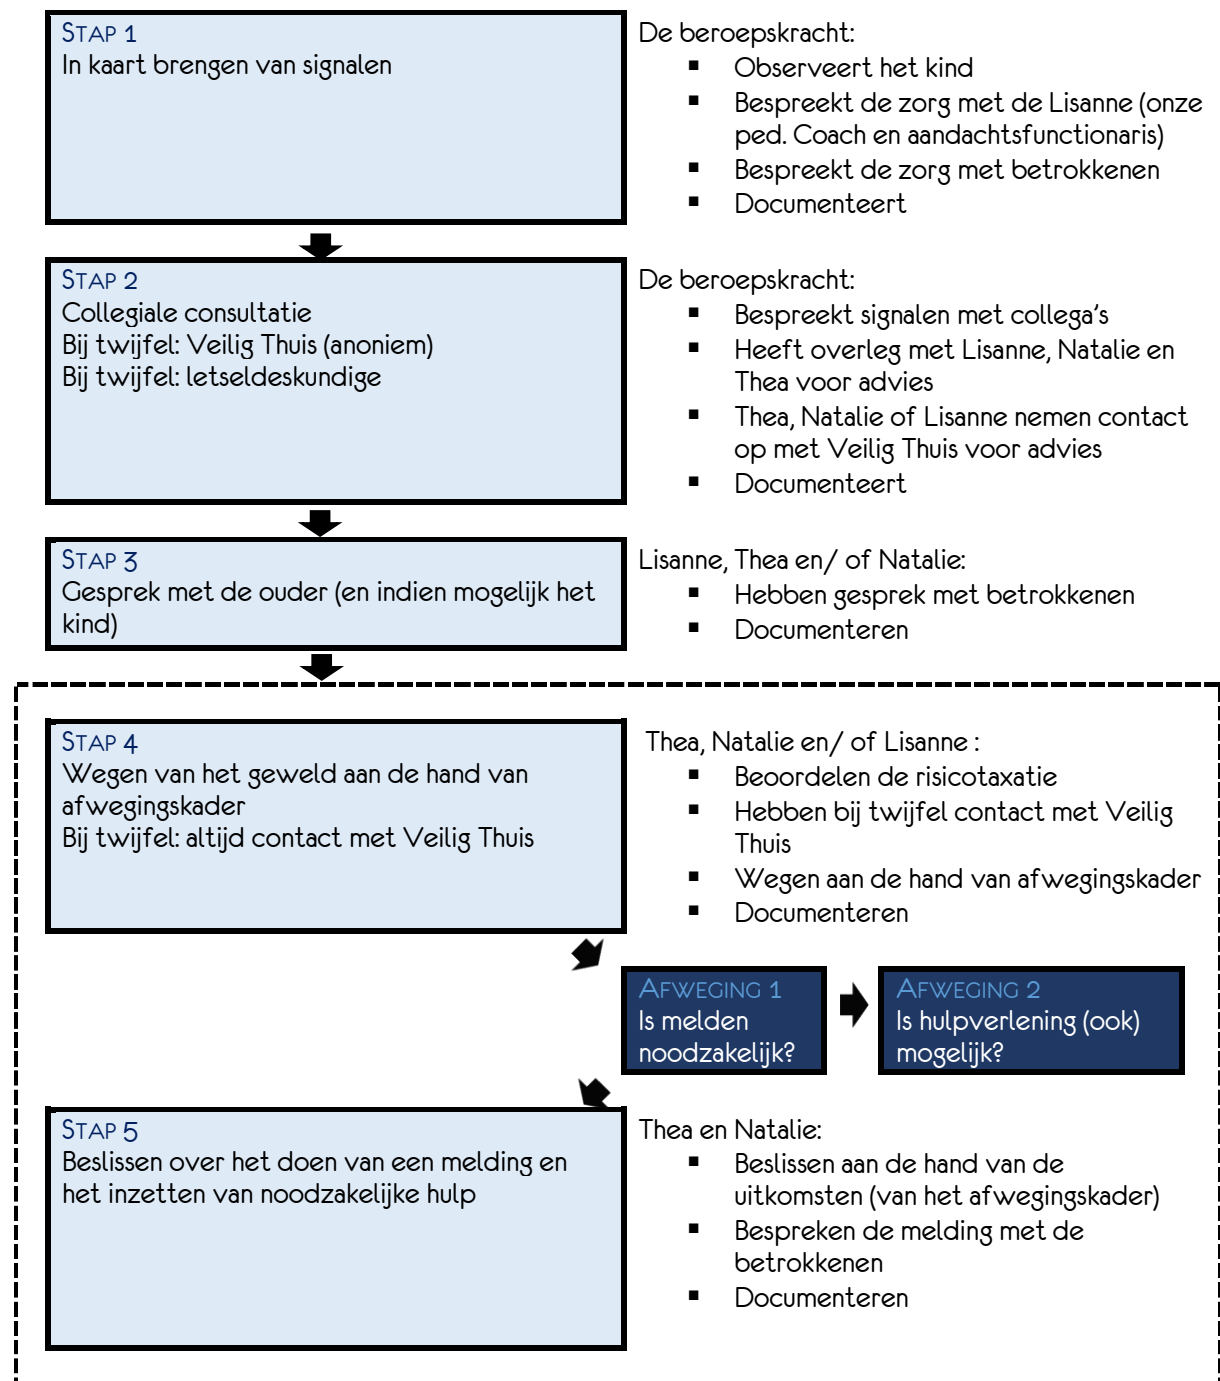 STAP 1
In kaart brengen van signalen
De beroepskracht:
▪ Observeert het kind
▪ Bespreekt de zorg met de Lisanne (onze
ped. Coach en aandachtsfunctionaris)
▪ Bespreekt de zorg met betrokkenen
▪ Documenteert
STAP 2
Collegiale consultatie
Bij twijfel: Veilig Thuis (anoniem)
Bij twijfel: letseldeskundige
De beroepskracht:
▪ Bespreekt signalen met collega's
▪ Heeft overleg met Lisanne, Natalie en
Thea voor advies
▪ Thea, Natalie of Lisanne nemen contact
op met Veilig Thuis voor advies
▪ Documenteert
STAP 3
Gesprek met de ouder (en indien mogelijk het
kind)
Lisanne, Thea en/ of Natalie:
▪ Hebben gesprek met betrokkenen
▪ Documenteren
STAP 4
Wegen van het geweld aan de hand van
afwegingskader
Bij twijfel: altijd contact met Veilig Thuis
Thea, Natalie en/ of Lisanne :
▪ Beoordelen de risicotaxatie
▪ Hebben bij twijfel contact met Veilig
Thuis
▪ Wegen aan de hand van afwegingskader
▪ Documenteren
AFWEGING 1
Is melden
noodzakelijk?
AFWEGING 2
Is hulpverlening (ook)
mogelijk?
STAP 5
Beslissen over het doen van een melding en
het inzetten van noodzakelijke hulp
Thea en Natalie:
▪ Beslissen aan de hand van de
uitkomsten (van het afwegingskader)
▪ Bespreken de melding met de
betrokkenen
▪ Documenteren